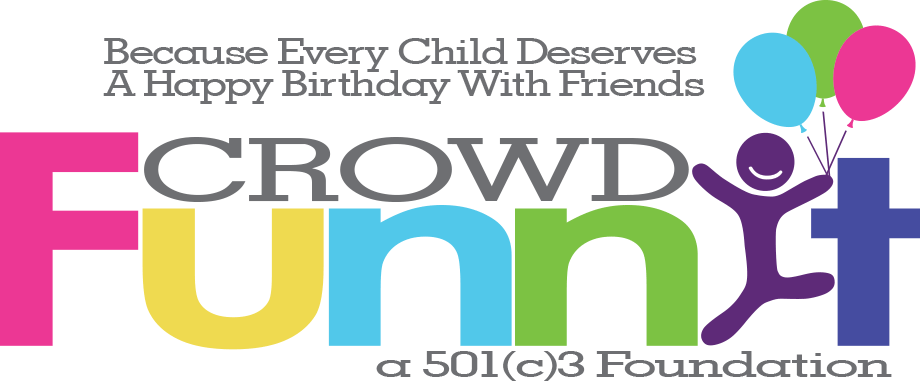 Because Every Child Deserves
A Happy Birthday With Friends
CROWD
Funnit
a 501(c)3 Foundation